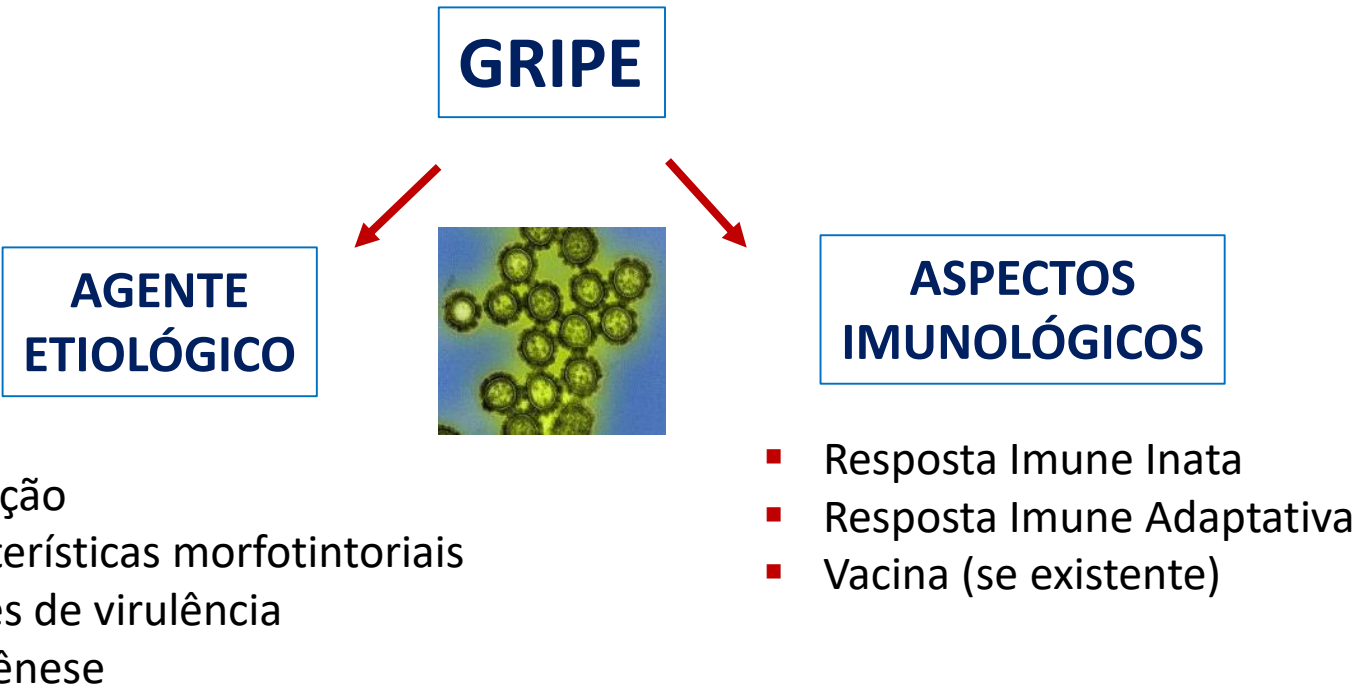 GRIPE
AGENTE
ETIOLÓGICO
ção
terísticas morfotintoriais
s de virulência
ênese
ASPECTOS
IMUNOLÓGICOS
▪ Resposta Imune Inata
▪ Resposta Imune Adaptativa
▪ Vacina (se existente)